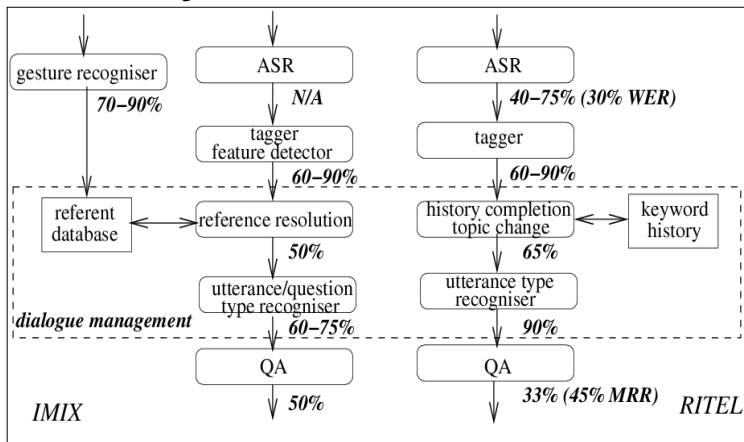 gesture recogniser
70–90%
ASR
N/A
tagger
feature detector
60–90%
referent
database
reference resolution
50%
utterance/question
type recogniser
60–75%
QA
50%
ASR
40–75% (30% WER)
tagger
60–90%
history completion
topic change
65%
keyword
history
utterance type
recogniser
90%
QA
33% (45% MRR)
dialogue management
IMIX
RITEL